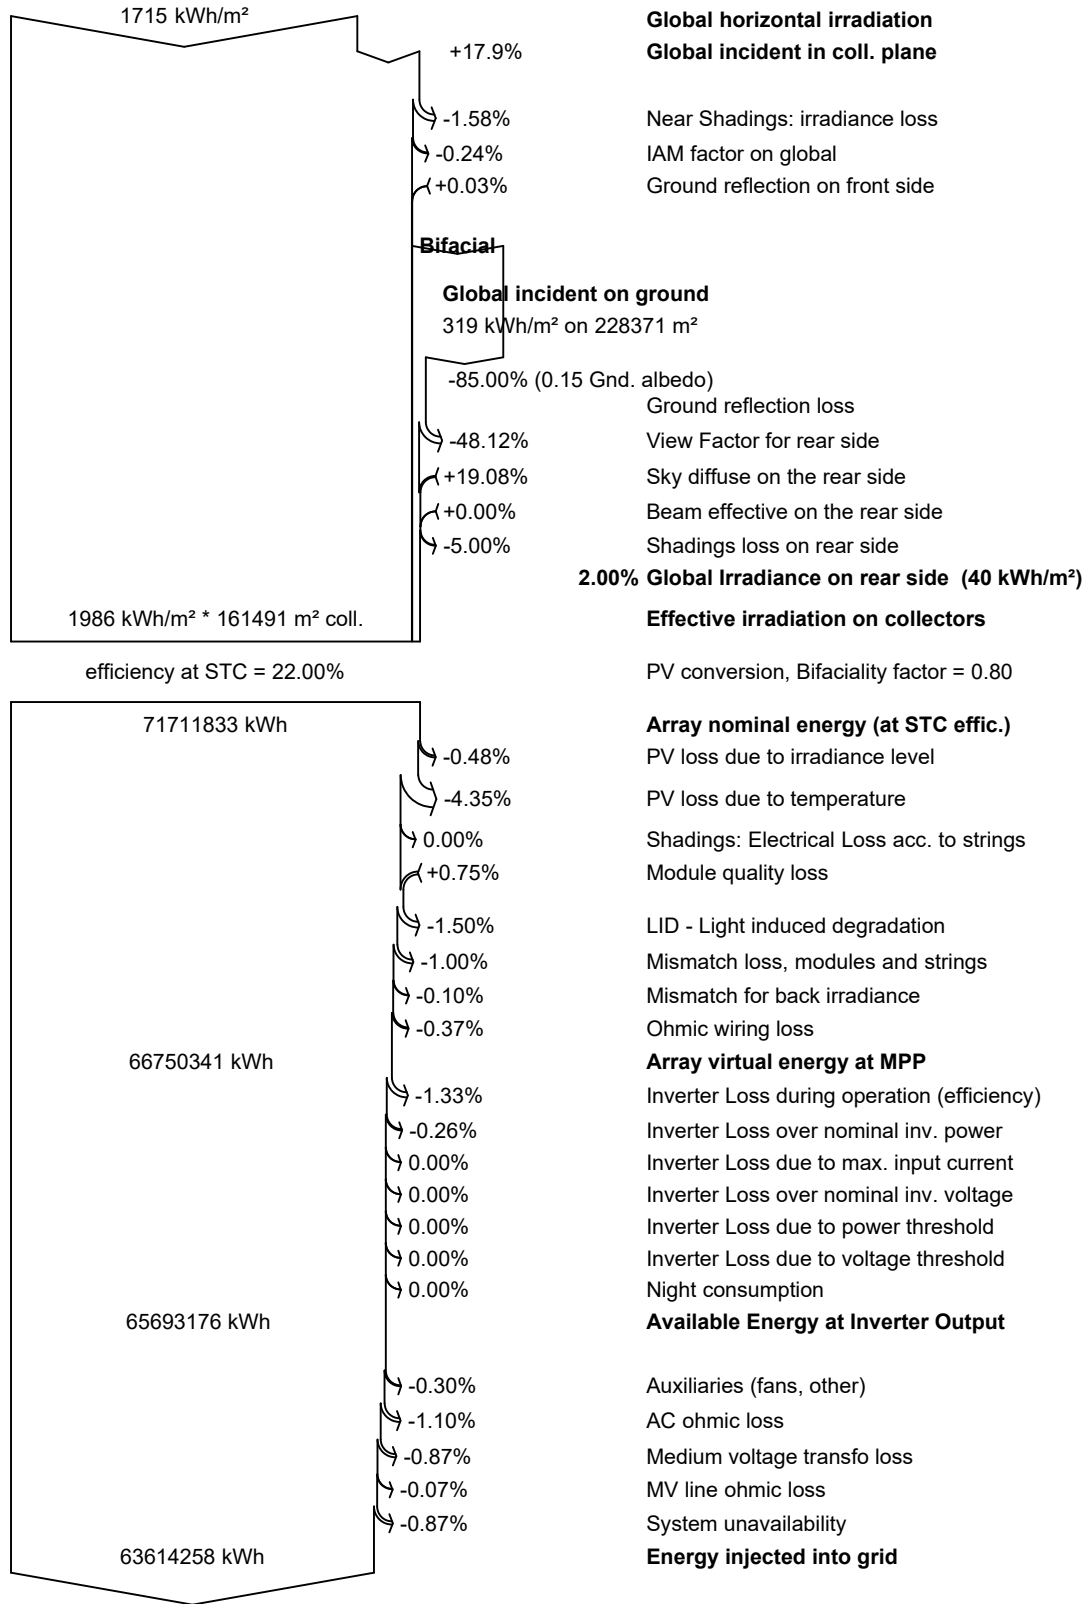 1715 kWh/m² Global horizontal irradiation
+17.9% Global incident in coll. plane
-1.58% Near Shadings: irradiance loss
-0.24% IAM factor on global
+0.03% Ground reflection on front side
Bifacial
Global incident on ground
319 kWh/m² on 228371 m²
-85.00% (0.15 Gnd. albedo)
Ground reflection loss
-48.12% View Factor for rear side
+19.08% Sky diffuse on the rear side
+0.00% Beam effective on the rear side
-5.00% Shadings loss on rear side
2.00% Global Irradiance on rear side (40 kWh/m²)
1986 kWh/m² * 161491 m² coll. Effective irradiation on collectors
efficiency at STC = 22.00% PV conversion, Bifaciality factor = 0.80
71711833 kWh Array nominal energy (at STC effic.)
-0.48% PV loss due to irradiance level
-4.35% PV loss due to temperature
0.00% Shadings: Electrical Loss acc. to strings
+0.75% Module quality loss
-1.50% LID - Light induced degradation
-1.00% Mismatch loss, modules and strings
-0.10% Mismatch for back irradiance
-0.37% Ohmic wiring loss
66750341 kWh Array virtual energy at MPP
-1.33% Inverter Loss during operation (efficiency)
-0.26% Inverter Loss over nominal inv. power
0.00% Inverter Loss due to max. input current
0.00% Inverter Loss over nominal inv. voltage
0.00% Inverter Loss due to power threshold
0.00% Inverter Loss due to voltage threshold
0.00% Night consumption
65693176 kWh Available Energy at Inverter Output
-0.30% Auxiliaries (fans, other)
-1.10% AC ohmic loss
-0.87% Medium voltage transfo loss
-0.07% MV line ohmic loss
-0.87% System unavailability
63614258 kWh Energy injected into grid